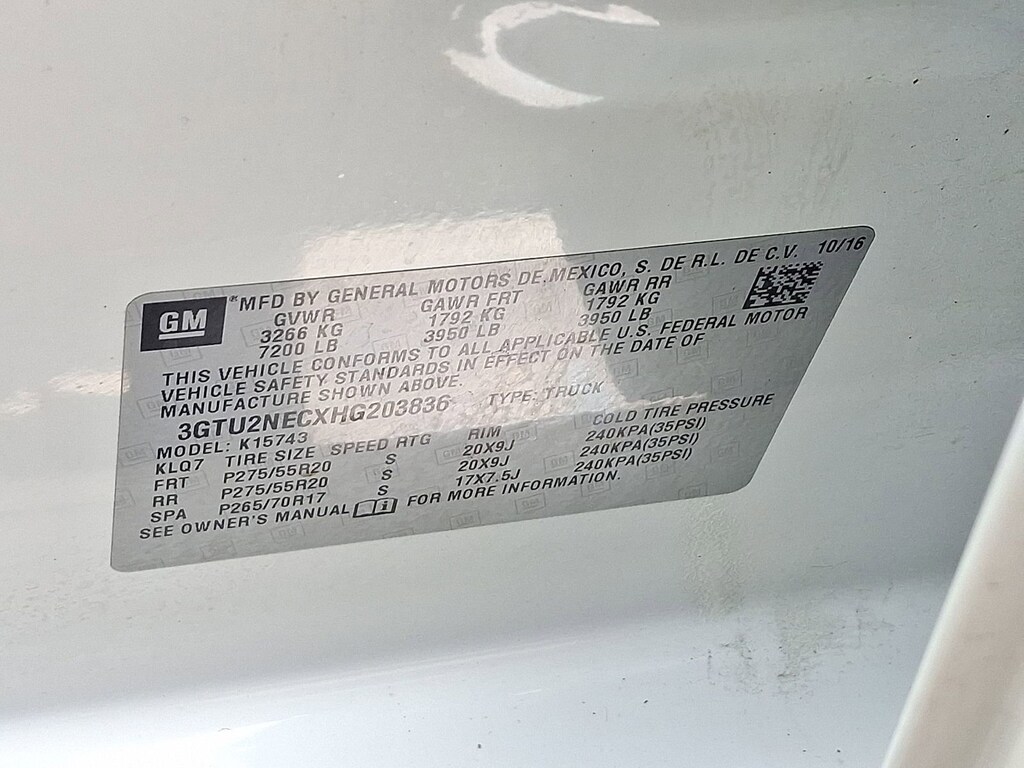 GM
®MFD BY GENERAL MOTORS DE MEXICO, S. DE R.L. DE C.V. 10/16
GVWR GAWR FRT GAWR RR
3266 KG 1792 KG 1792 KG
7200 LB 3950 LB 3950 LB
THIS VEHICLE CONFORMS TO ALL APPLICABLE U.S. FEDERAL MOTOR
VEHICLE SAFETY STANDARDS IN EFFECT ON THE DATE OF
MANUFACTURE SHOWN ABOVE.
3GTU2NECXHG203836 TYPE: TRUCK
MODEL: K15743
KLQ7 TIRE SIZE SPEED RTG RIM COLD TIRE PRESSURE
FRT P275/55R20 S 20X9J 240KPA(35PSI)
RR P275/55R20 S 20X9J 240KPA(35PSI)
SPA P265/70R17 S 17X7.5J 240KPA(35PSI)
SEE OWNER'S MANUAL i FOR MORE INFORMATION.